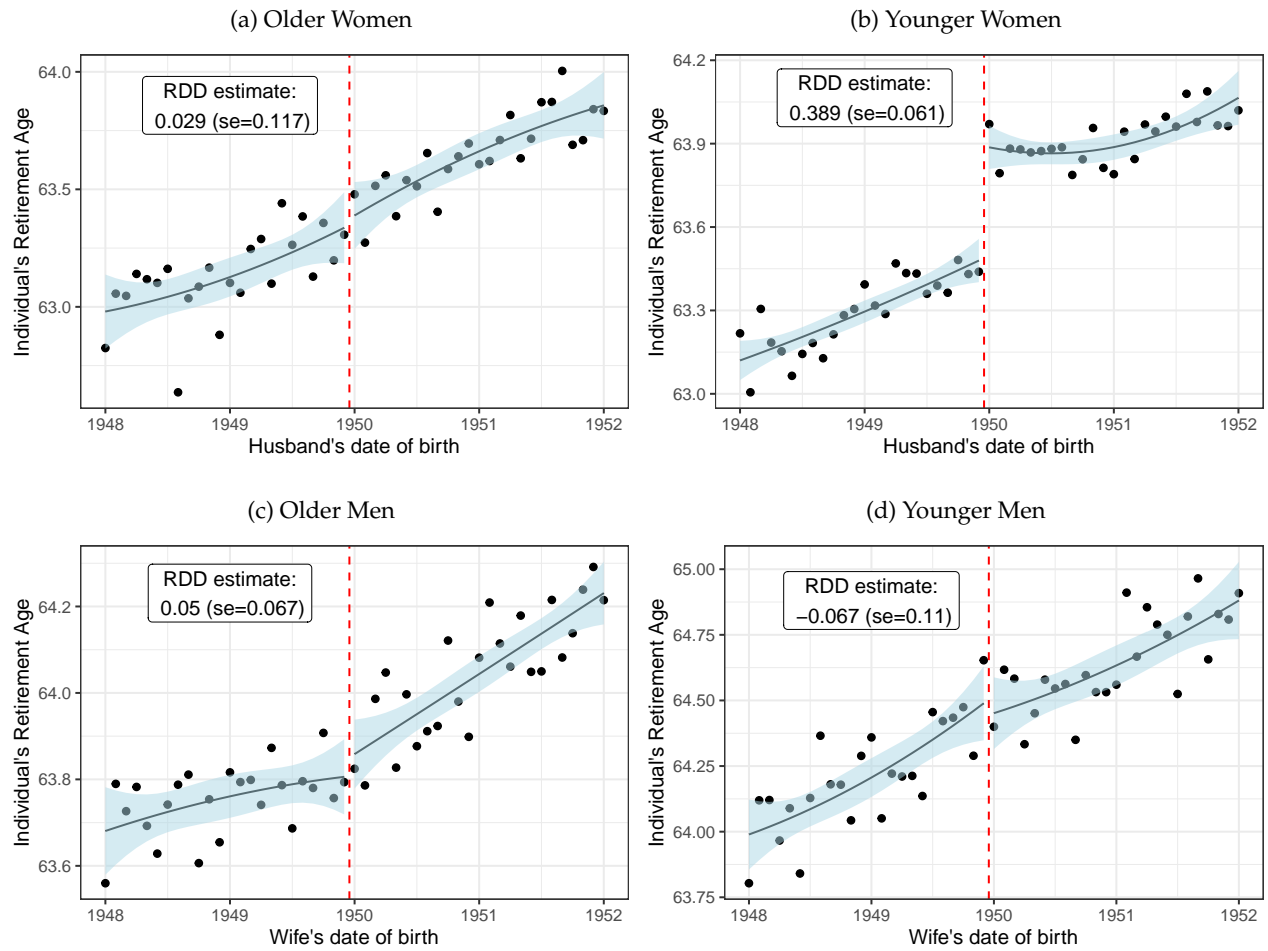 (a) Older Women
RDD estimate:
0.029 (se=0.117)
64.0
63.5
63.0
Individual's Retirement Age
1948
1949
1950
1951
1952
Husband's date of birth
(b) Younger Women
RDD estimate:
0.389 (se=0.061)
64.2
63.9
63.6
63.3
63.0
Individual's Retirement Age
1948
1949
1950
1951
1952
Husband's date of birth
(c) Older Men
RDD estimate:
0.05 (se=0.067)
64.2
64.0
63.8
63.6
Individual's Retirement Age
1948
1949
1950
1951
1952
Wife's date of birth
(d) Younger Men
RDD estimate:
−0.067 (se=0.11)
65.00
64.75
64.50
64.25
64.00
63.75
Individual's Retirement Age
1948
1949
1950
1951
1952
Wife's date of birth